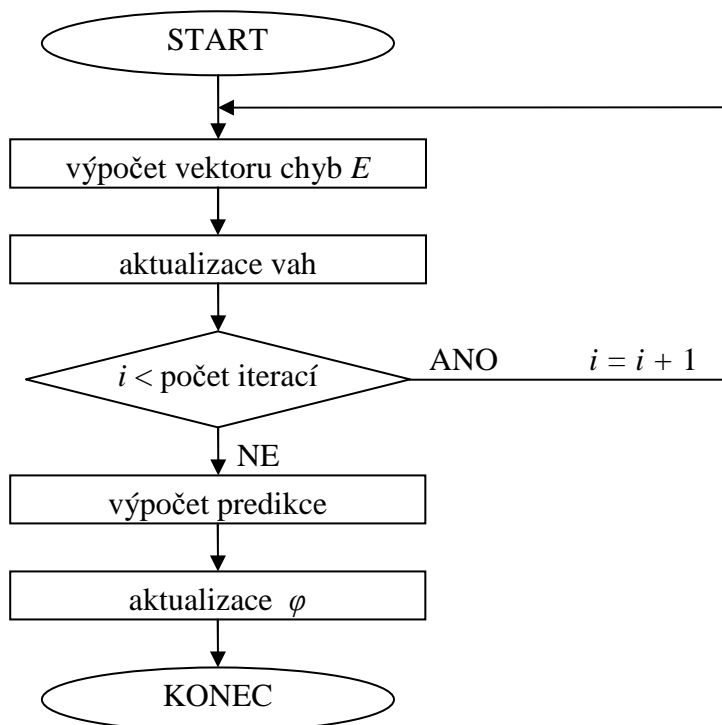 START
výpočet vektoru chyb E
aktualizace vah
i < počet iterací
ANO
i = i + 1
NE
výpočet predikce
aktualizace φ
KONEC